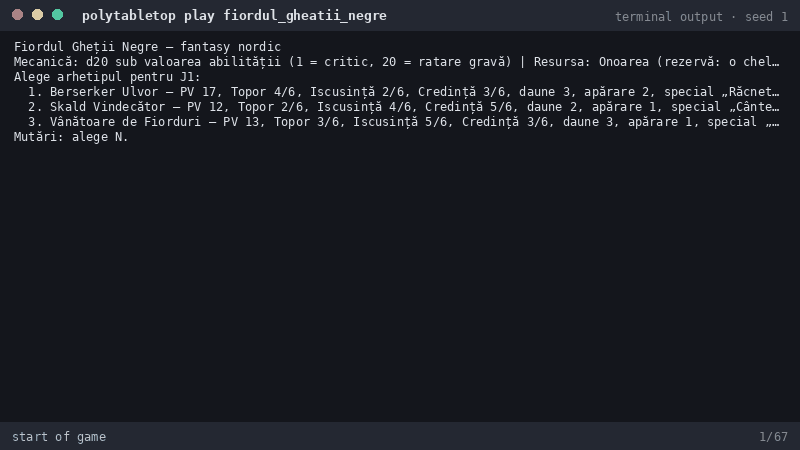 polytabletop play fiordul_gheatii_negre
terminal output · seed 1
Fiordul Gheții Negre — fantasy nordic
Mecanică: d20 sub valoarea abilității (1 = critic, 20 = ratare gravă) | Resursa: Onoarea (rezervă: o chel…
Alege arhetipul pentru J1:
1. Berserker Ulvor — PV 17, Topor 4/6, Iscusință 2/6, Credință 3/6, daune 3, apărare 2, special „Răcnet…
2. Skald Vindecător — PV 12, Topor 2/6, Iscusință 4/6, Credință 5/6, daune 2, apărare 1, special „Cânte…
3. Vânătoare de Fiorduri — PV 13, Topor 3/6, Iscusință 5/6, Credință 3/6, daune 3, apărare 1, special „…
Mutări: alege N.
start of game
1/67